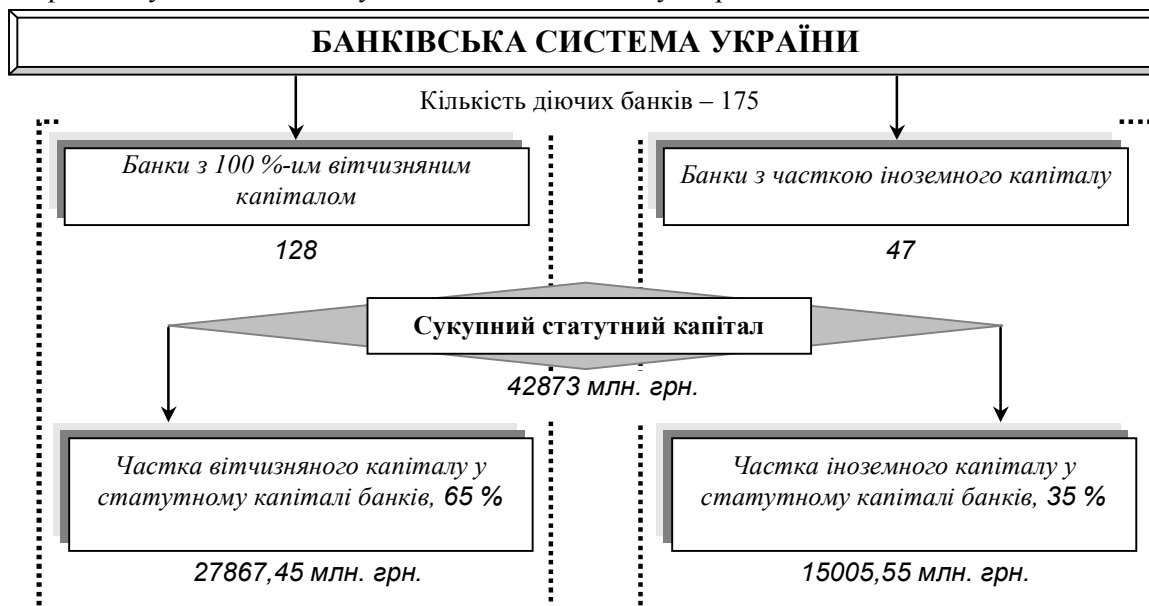 БАНКІВСЬКА СИСТЕМА УКРАЇНИ
Кількість діючих банків – 175
Банки з 100 %-им вітчизняним
капіталом
128
Банки з часткою іноземного капіталу
47
Сукупний статутний капітал
42873 млн. грн.
Частка вітчизняного капіталу у
статутному капіталі банків, 65 %
27867,45 млн. грн.
Частка іноземного капіталу у
статутному капіталі банків, 35 %
15005,55 млн. грн.